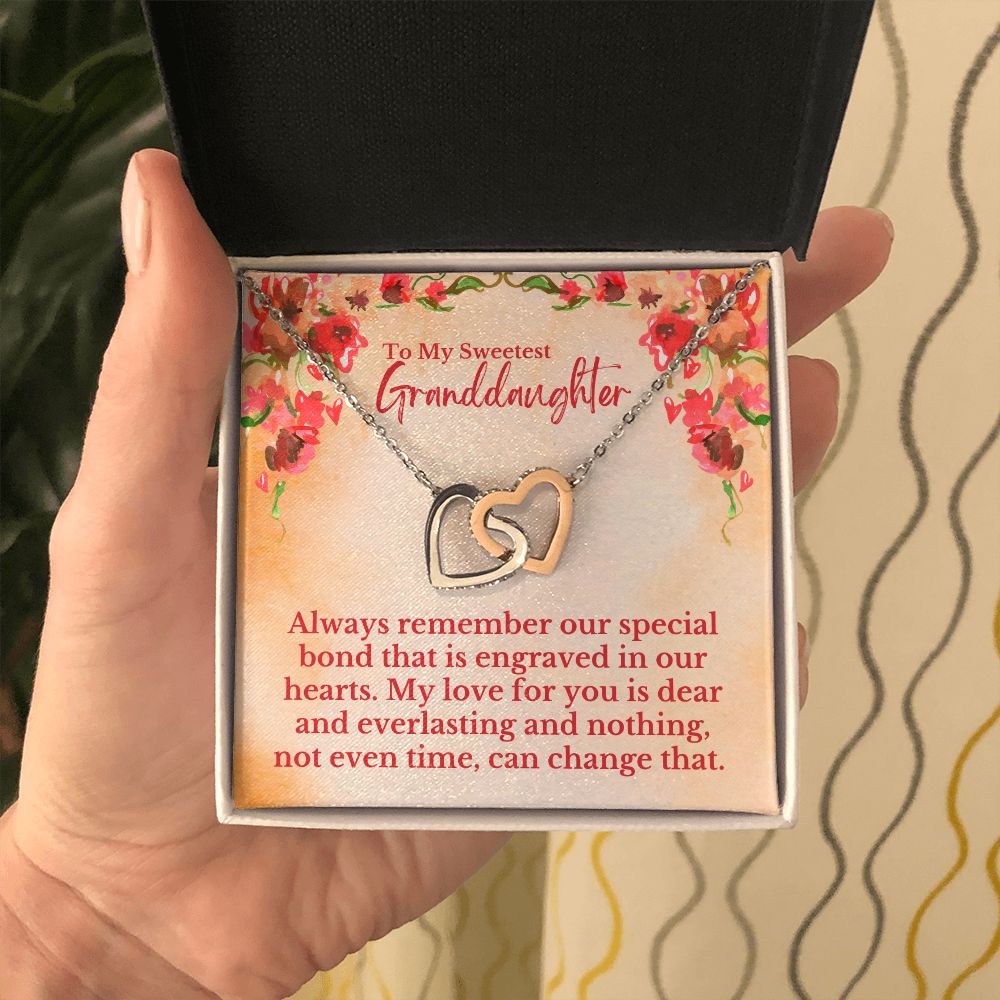 To My Sweetest
Granddaughter
Always remember our special
bond that is engraved in our
hearts. My love for you is dear
and everlasting and nothing,
not even time, can change that.